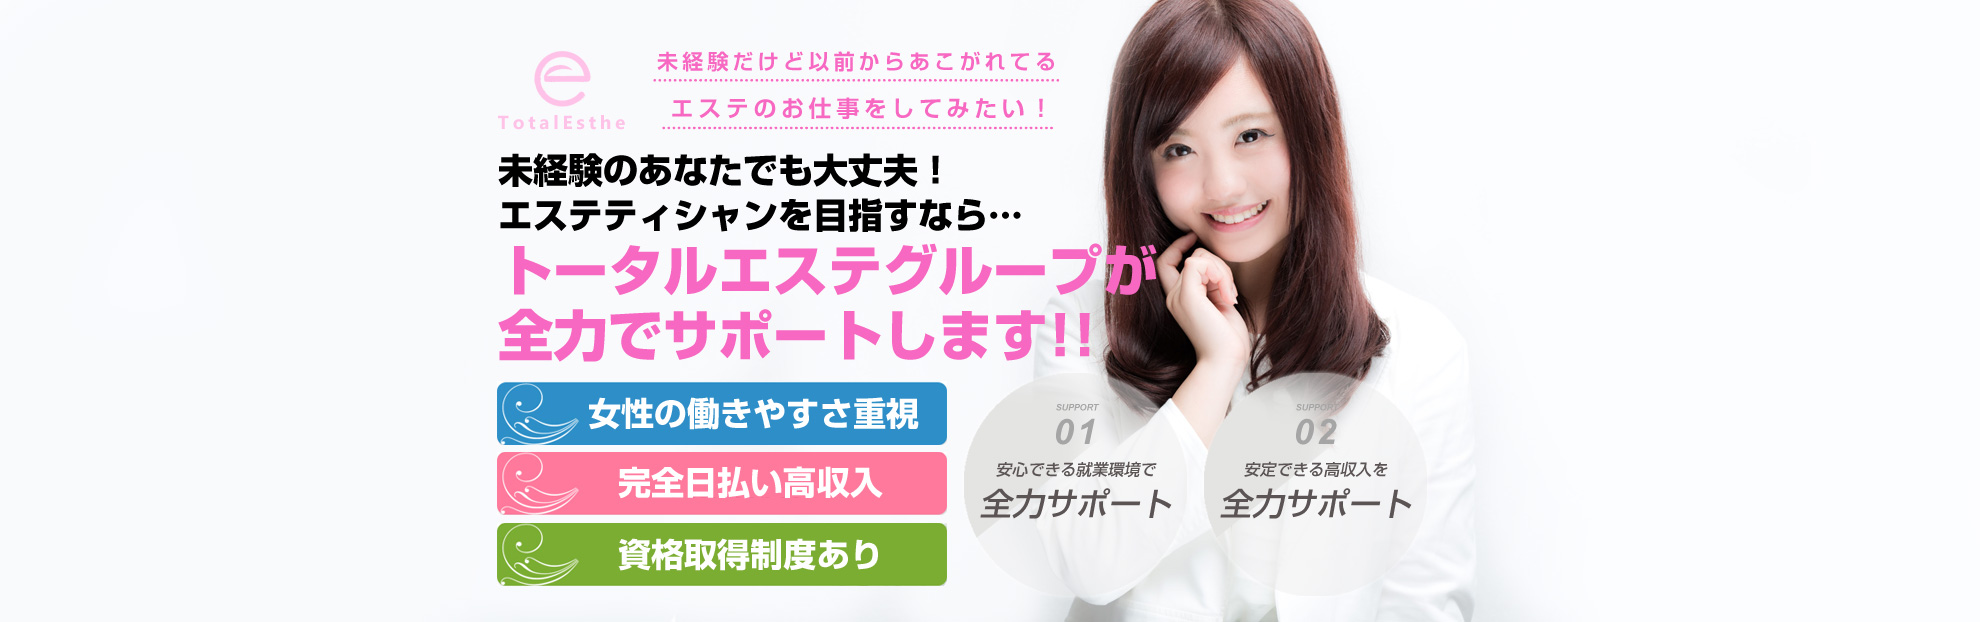 TotalEsthe
未経験だけど以前からあこがれてる
エステのお仕事をしてみたい！
未経験のあなたでも大丈夫！
エステティシャンを目指すなら…
トータルエステグループが
全力でサポートします!!
女性の働きやすさ重視
完全日払い高収入
資格取得制度あり
SUPPORT
01
安心できる就業環境で
全力サポート
SUPPORT
02
安定できる高収入を
全力サポート